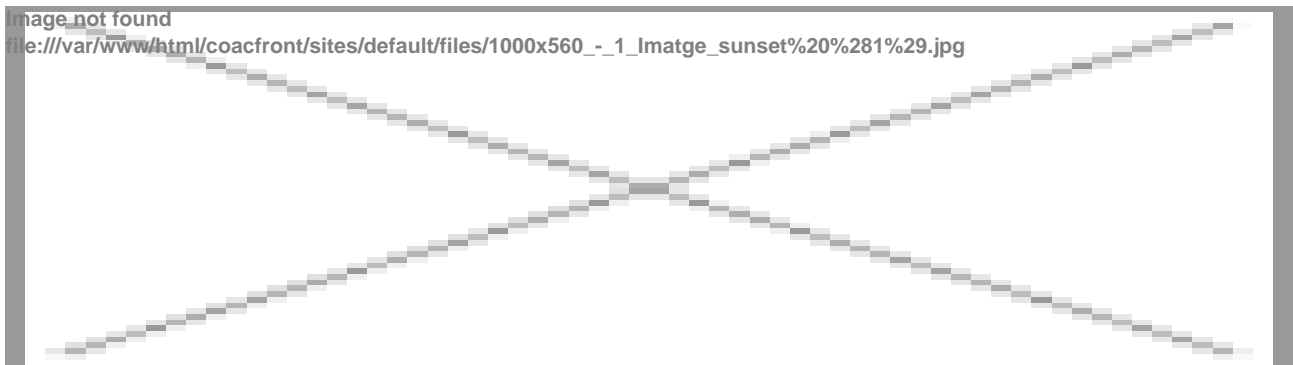 Image not found
file:///var/www/html/coacfront/sites/default/files/1000x560_-_1_Imatge_sunset%20%281%29.jpg